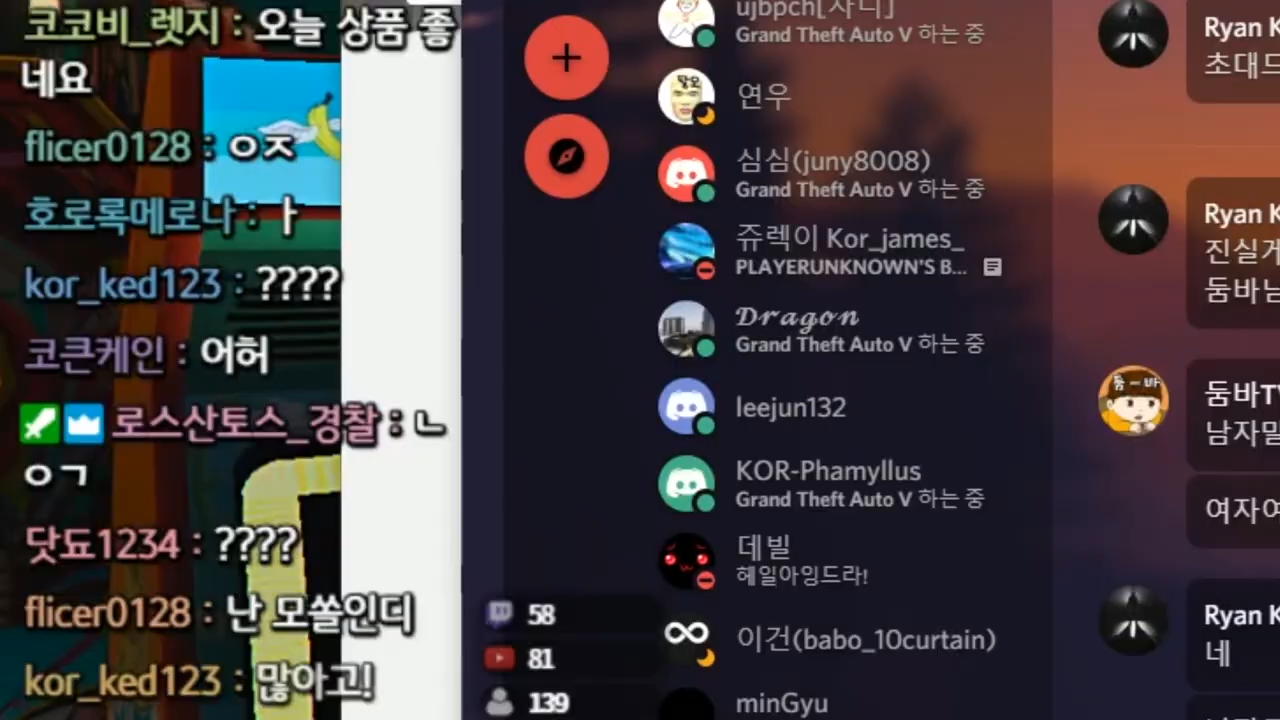 코코비_렛지 : 오늘 상품 좋
네요
flicer0128 : ㅇㅈ
호로록메로나 : ㅏ
kor_ked123 : ????
코큰케인 : 어허
로스산토스_경찰 : ㄴ
ㅇㄱ
닷됴1234 : ????
flicer0128 : 난 모쏠인디
kor_ked123 : 많아고!
58
81
139
Grand Theft Auto V 하는 중
연우
심심(juny8008)
Grand Theft Auto V 하는 중
쥬렉이 Kor_james_
PLAYERUNKNOWN'S B...
𝓓𝓻𝓪𝓰𝓸𝓷
Grand Theft Auto V 하는 중
leejun132
KOR-Phamyllus
Grand Theft Auto V 하는 중
데빌
헤일아잉드라!
이건(babo_10curtain)
minGyu
Ryan K
초대드
Ryan K
진실게
둠바님
둠-바
둠바T
남자밀
여자여
Ryan K
네